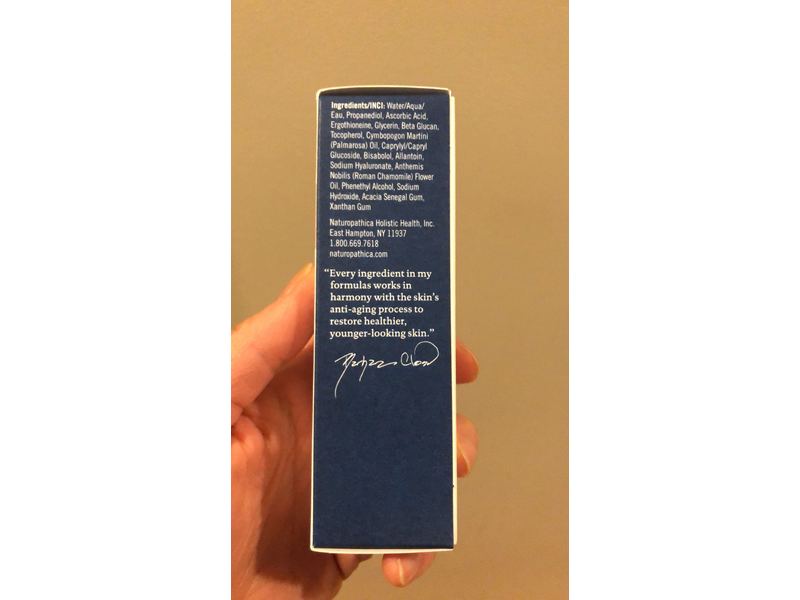 Ingredients/INCI: Water/Aqua/
Eau, Propanediol, Ascorbic Acid,
Ergothioneine, Glycerin, Beta Glucan,
Tocopherol, Cymbopogon Martini
(Palmarosa) Oil, Caprylyl/Capryl
Glucoside, Bisabolol, Allantoin,
Sodium Hyaluronate, Anthemis
Nobilis (Roman Chamomile) Flower
Oil, Phenethyl Alcohol, Sodium
Hydroxide, Acacia Senegal Gum,
Xanthan Gum
Naturopathica Holistic Health, Inc.
East Hampton, NY 11937
1.800.669.7618
naturopathica.com
“Every ingredient in my
formulas works in
harmony with the skin's
anti-aging process to
restore healthier,
younger-looking skin.”